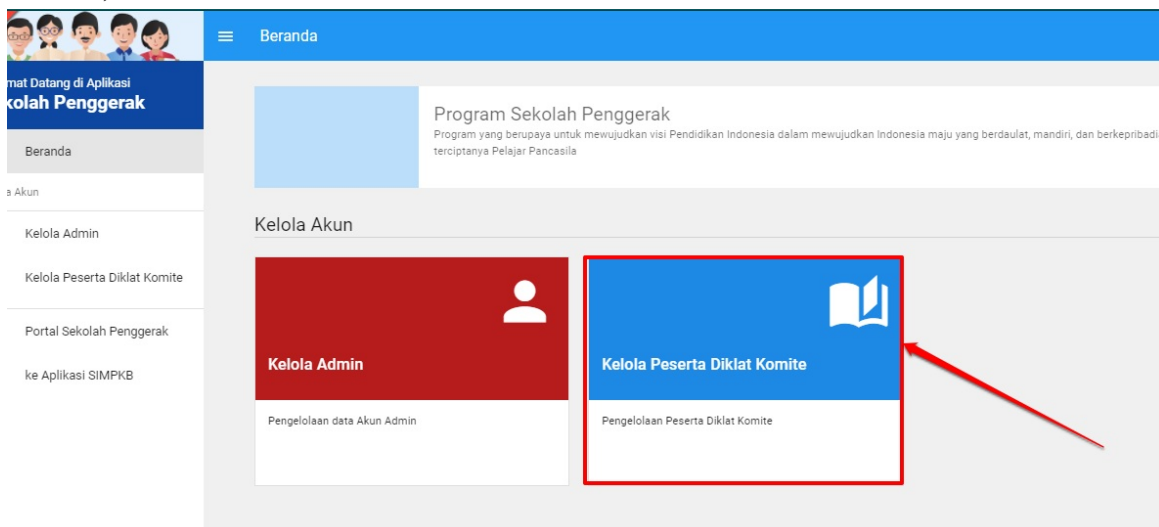 Beranda
mat Datang di Aplikasi
kolah Penggerak
Beranda
a Akun
Kelola Admin
Kelola Peserta Diklat Komite
Portal Sekolah Penggerak
ke Aplikasi SIMPKB
Program Sekolah Penggerak
Program yang berupaya untuk mewujudkan visi Pendidikan Indonesia dalam mewujudkan Indonesia maju yang berdaulat, mandiri, dan berkepribadi
terciptanya Pelajar Pancasila
Kelola Akun
Kelola Admin
Pengelolaan data Akun Admin
Kelola Peserta Diklat Komite
Pengelolaan Peserta Diklat Komite